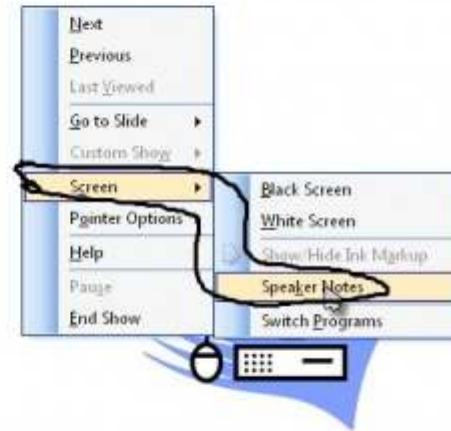 Next
Previous
Last Viewed
Go to Slide
Custom Show
Screen
Pointer Options
Help
Pause
End Show
Black Screen
White Screen
Show/Hide Ink Markup
Speaker Notes
Switch Programs